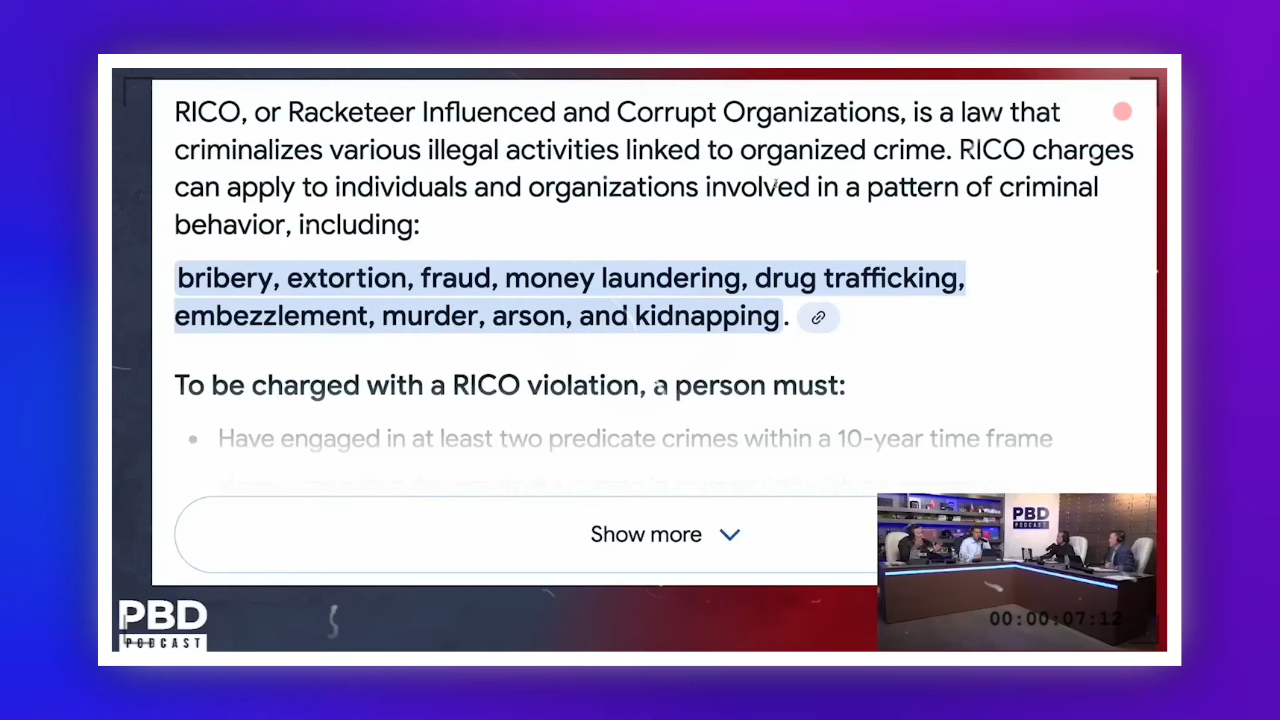 RICO, or Racketeer Influenced and Corrupt Organizations, is a law that
criminalizes various illegal activities linked to organized crime. RICO charges
can apply to individuals and organizations involved in a pattern of criminal
behavior, including:
bribery, extortion, fraud, money laundering, drug trafficking,
embezzlement, murder, arson, and kidnapping.
To be charged with a RICO violation, a person must:
• Have engaged in at least two predicate crimes within a 10-year time frame
Show more
PBD
PODCAST
00:00:07:12
PBD
PODCAST